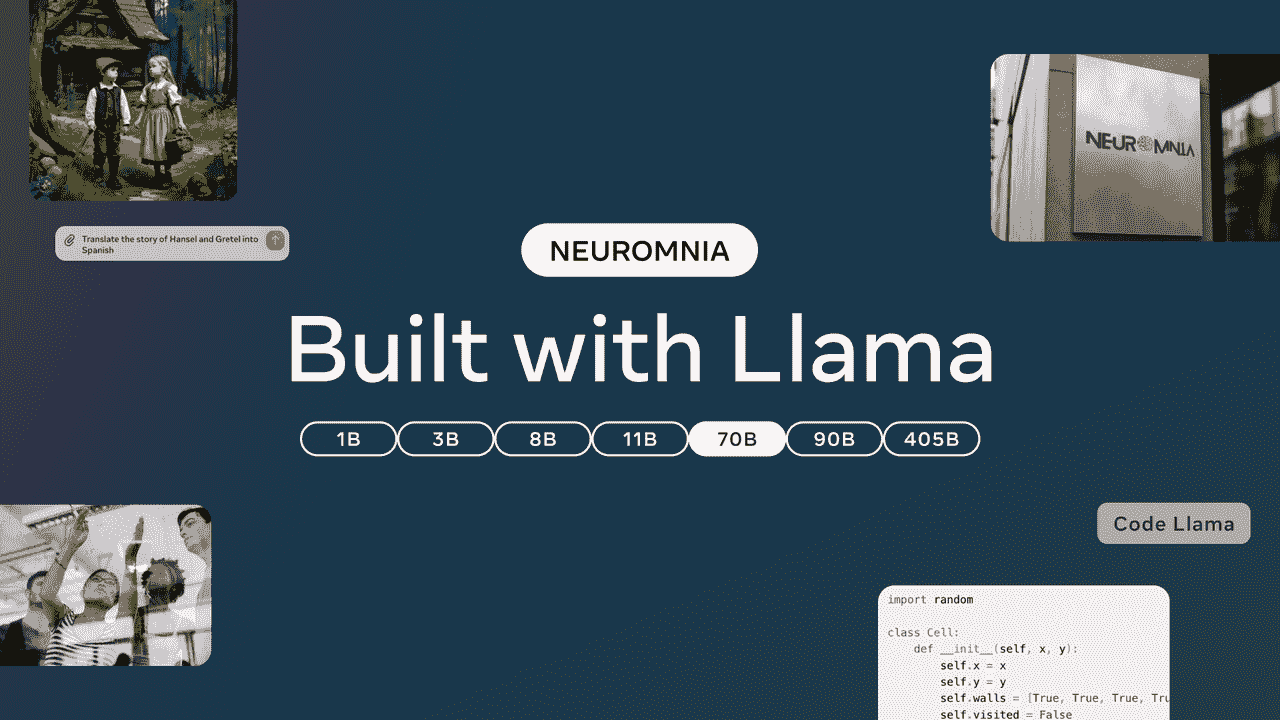 Translate the story of Hansel and Gretel into
Spanish
NEUROMNIA
NEUROMNIA
Built with Llama
1B 3B 8B 11B 70B 90B 405B
Code Llama
import random
class Cell:
def __init__(self, x, y):
self.x = x
self.y = y
self.walls = [True, True, True, Tru
self.visited = False